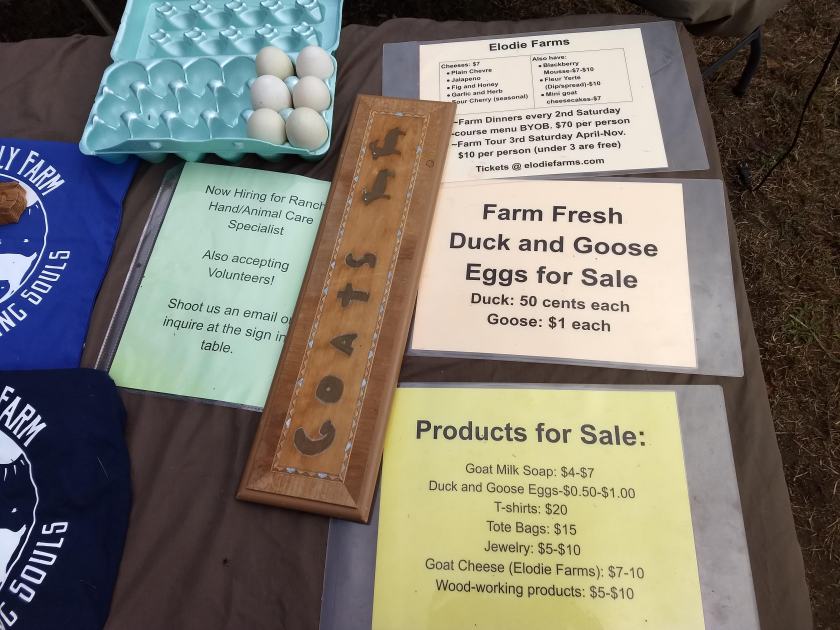 Elodie Farms
Cheeses: $7
• Plain Chevre
• Jalapeno
• Fig and Honey
• Garlic and Herb
Sour Cherry (seasonal)
Also have:
• Blackberry
Mousse-$7-$10
• Fleur Verte
(Dip/spread)-$10
• Mini goat
cheesecakes-$7
~Farm Dinners every 2nd Saturday
-course menu BYOB. $70 per person
~Farm Tour 3rd Saturday April-Nov.
$10 per person (under 3 are free)
Tickets @ elodiefarms.com
Now Hiring for Ranch
Hand/Animal Care
Specialist
Also accepting
Volunteers!
Shoot us an email or
inquire at the sign in
table.
GOATS
Farm Fresh
Duck and Goose
Eggs for Sale
Duck: 50 cents each
Goose: $1 each
Products for Sale:
Goat Milk Soap: $4-$7
Duck and Goose Eggs-$0.50-$1.00
T-shirts: $20
Tote Bags: $15
Jewelry: $5-$10
Goat Cheese (Elodie Farms): $7-10
Wood-working products: $5-$10
LY FARM
NG SOULS
FARM
NG SOULS